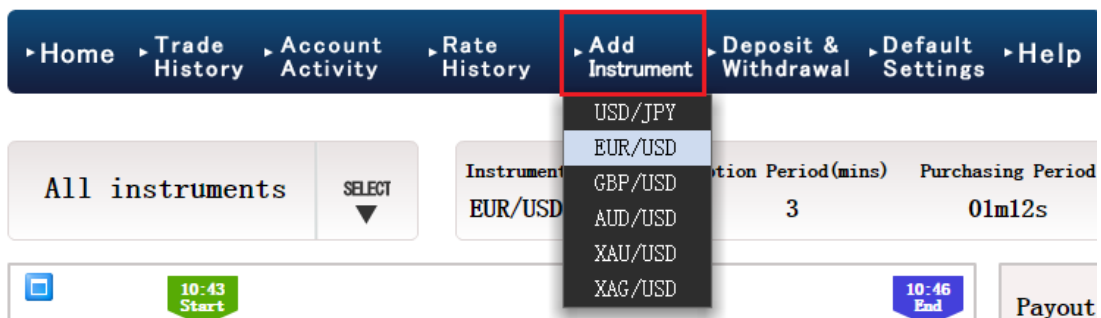 Home
Trade History
Account Activity
Rate History
Add Instrument
Deposit & Withdrawal
Default Settings
Help
USD/JPY
EUR/USD
GBP/USD
AUD/USD
XAU/USD
XAG/USD
All instruments
SELECT
Instrument
EUR/USD
tion Period(mins)
3
Purchasing Period
01m12s
10:43
Start
10:46
End
Payout